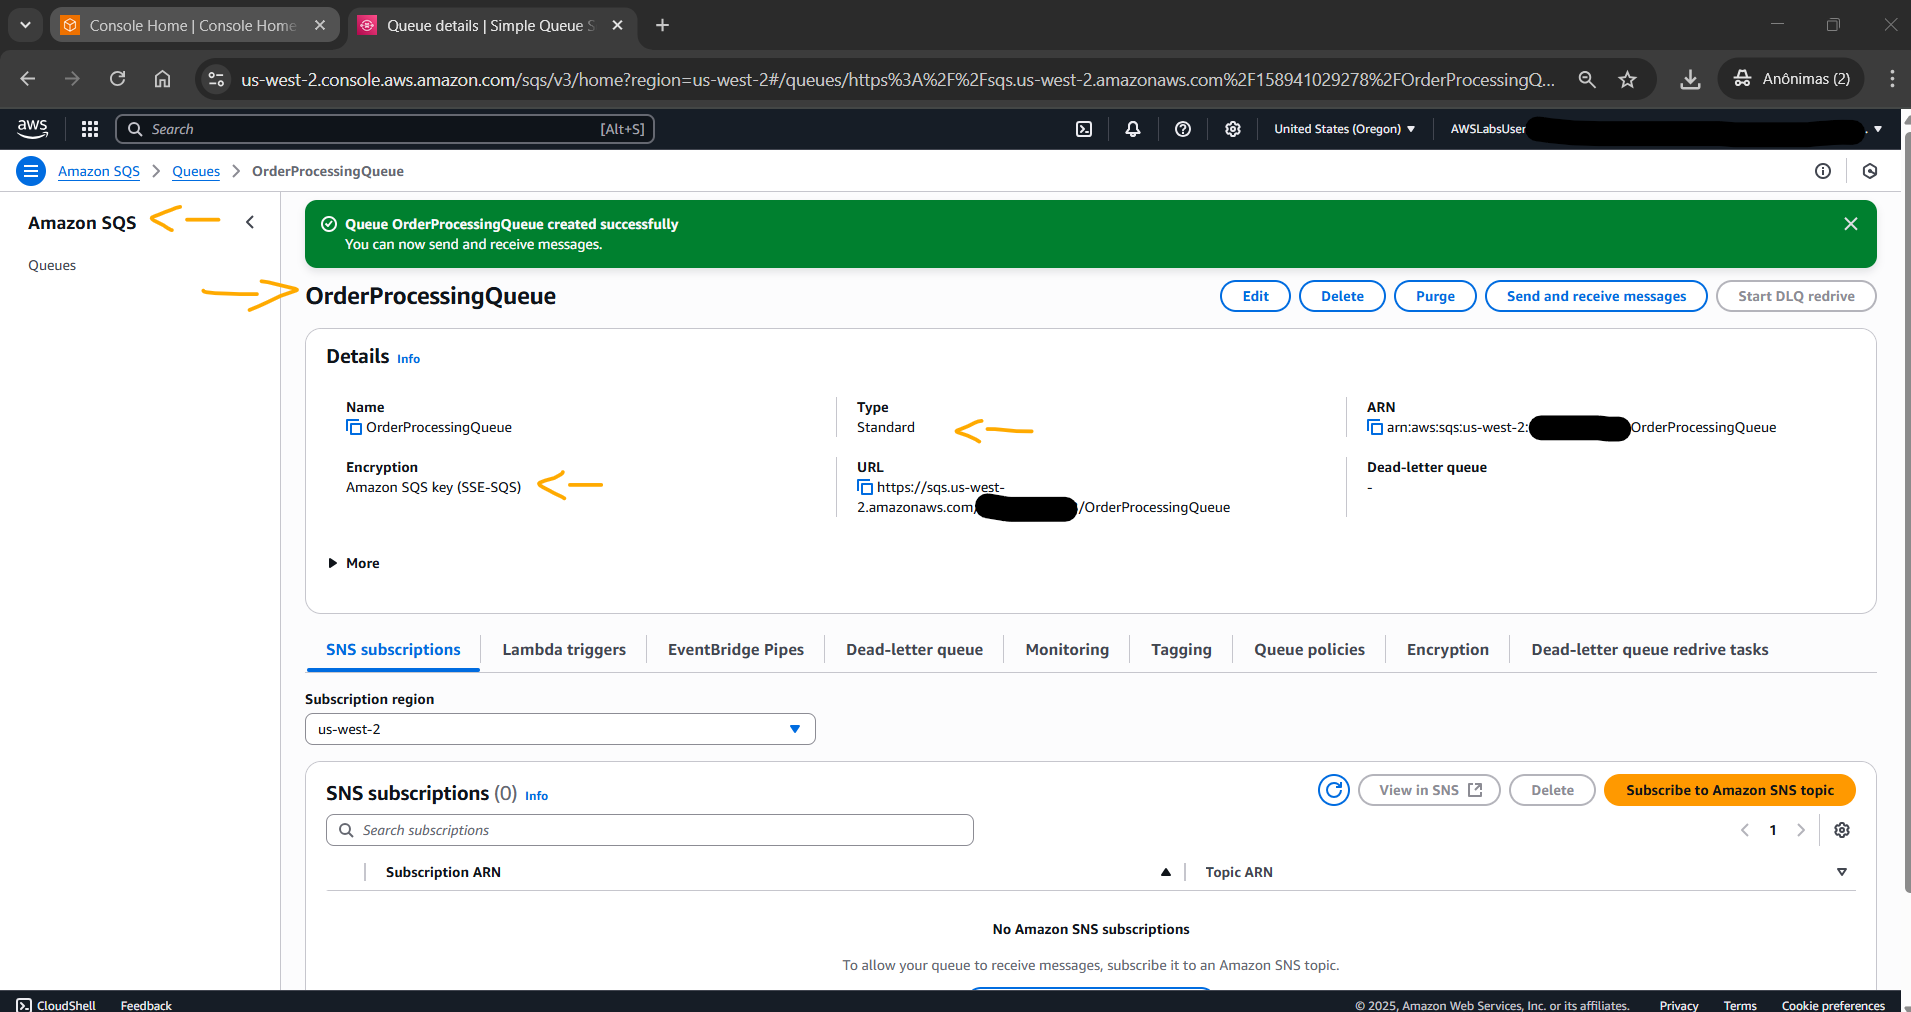 Console Home | Console Home
Queue details | Simple Queue S
us-west-2.console.aws.amazon.com/sqs/v3/home?region=us-west-2#/queues/https%3A%2F%2Fsqs.us-west-2.amazonaws.com%2F158941029278%2FOrderProcessingQ...
Anônimas (2)
aws
Search [Alt+S]
United States (Oregon)
AWSLabsUser
Amazon SQS
Queues
OrderProcessingQueue
Amazon SQS
Queues
Queue OrderProcessingQueue created successfully
You can now send and receive messages.
OrderProcessingQueue
Edit
Delete
Purge
Send and receive messages
Start DLQ redrive
Details Info
Name
OrderProcessingQueue
Type
Standard
ARN
arn:aws:sqs:us-west-2: OrderProcessingQueue
Encryption
Amazon SQS key (SSE-SQS)
URL
https://sqs.us-west-
2.amazonaws.com/ /OrderProcessingQueue
Dead-letter queue
-
More
SNS subscriptions
Lambda triggers
EventBridge Pipes
Dead-letter queue
Monitoring
Tagging
Queue policies
Encryption
Dead-letter queue redrive tasks
Subscription region
us-west-2
SNS subscriptions (0) Info
View in SNS
Delete
Subscribe to Amazon SNS topic
Search subscriptions
1
Subscription ARN
Topic ARN
No Amazon SNS subscriptions
To allow your queue to receive messages, subscribe it to an Amazon SNS topic.
CloudShell
Feedback
© 2025, Amazon Web Services, Inc. or its affiliates.
Privacy
Terms
Cookie preferences